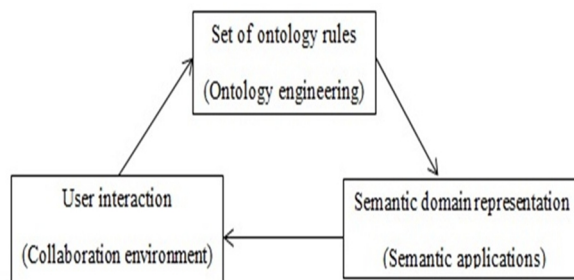 Set of ontology rules
(Ontology engineering)
User interaction
(Collaboration environment)
Semantic domain representation
(Semantic applications)